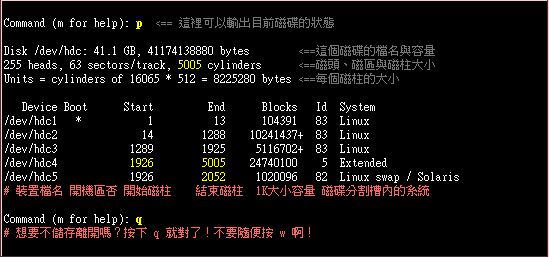 Command (m for help): p  <== 這裡可以輸出目前磁碟的狀態
Disk /dev/hdc: 41.1 GB, 41174138880 bytes        <==這個磁碟的檔名與容量
255 heads, 63 sectors/track, 5005 cylinders      <==磁頭、磁區與磁柱大小
Units = cylinders of 16065 * 512 = 8225280 bytes <==每個磁柱的大小
Device Boot      Start         End      Blocks   Id  System
/dev/hdc1   *           1          13      104391   83  Linux
/dev/hdc2              14        1288    10241437+  83  Linux
/dev/hdc3            1289        1925     5116702+  83  Linux
/dev/hdc4            1926        5005    24740100    5  Extended
/dev/hdc5            1926        2052     1020096   82  Linux swap / Solaris
# 裝置檔名 開機區否 開始磁柱    結束磁柱  1K大小容量 磁碟分割槽內的系統
Command (m for help): q
# 想要不儲存離開嗎？按下 q 就對了！不要隨便按 w 啊！